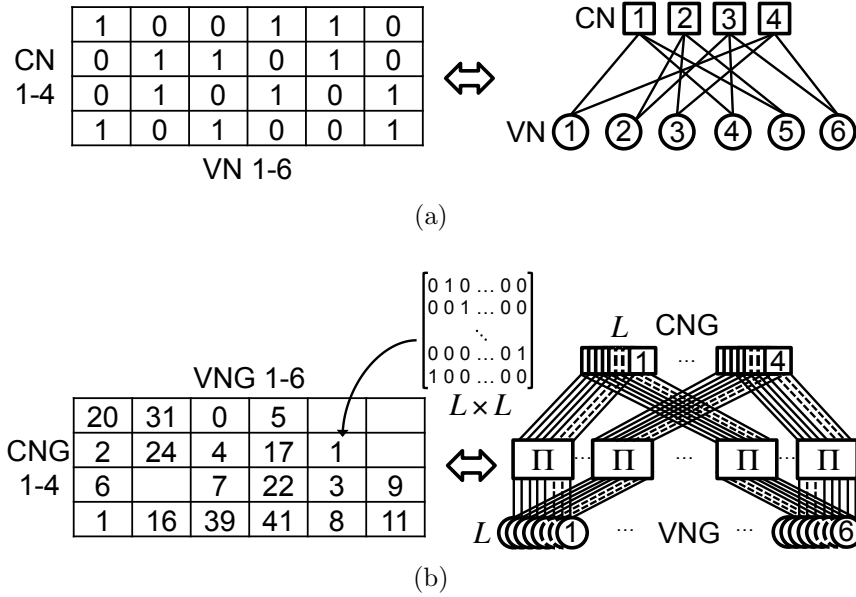 CN 1 2 3 4
1 0 0 1 1 0
0 1 1 0 1 0
0 1 0 1 0 1
1 0 1 0 0 1
CN
1-4
VN 1 2 3 4 5 6
VN 1-6
(a)
0 1 0 ... 0 0
0 0 1 ... 0 0
⋱
0 0 0 ... 0 1
1 0 0 ... 0 0
L × L
L CNG
1 ... 4
VNG 1-6
20 31 0 5
2 24 4 17 1
6 7 22 3 9
1 16 39 41 8 11
CNG
1-4
Π ... Π ... Π ... Π
L 1 ... VNG ... 6
(b)